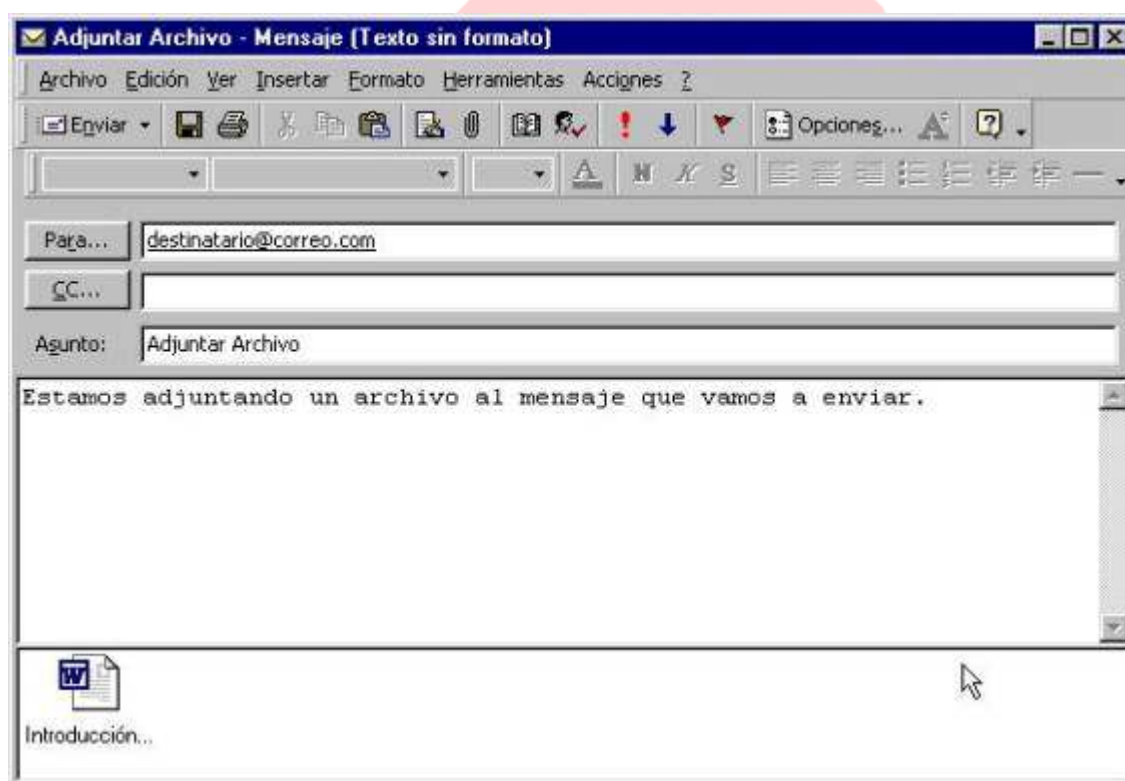 Adjuntar Archivo - Mensaje (Texto sin formato)
Archivo Edición Ver Insertar Formato Herramientas Acciones ?
Enviar Opciones...
N K S
Para... destinatario@correo.com
CC...
Asunto: Adjuntar Archivo
Estamos adjuntando un archivo al mensaje que vamos a enviar.
Introducción...